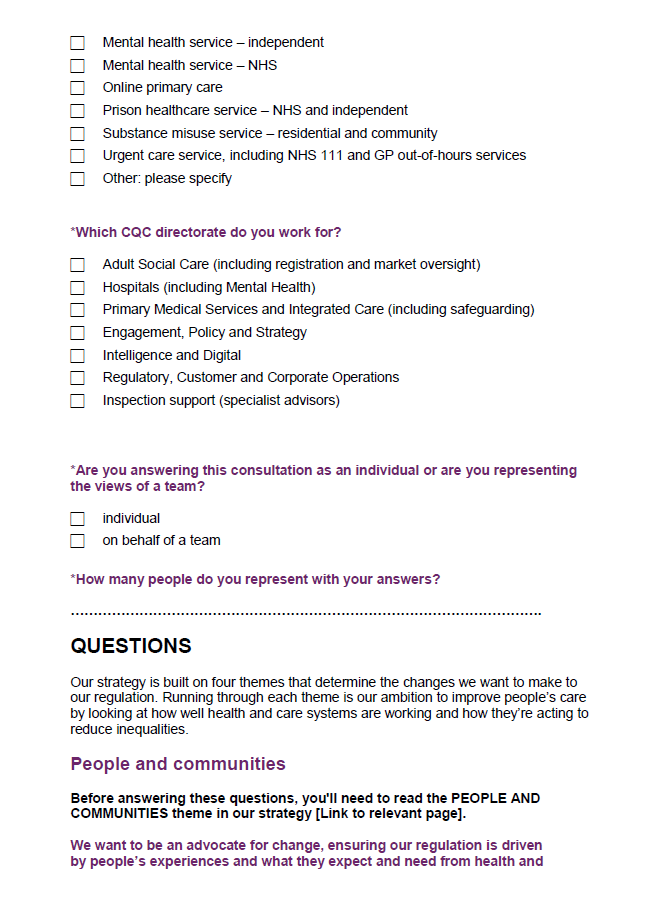 Mental health service – independent
Mental health service – NHS
Online primary care
Prison healthcare service – NHS and independent
Substance misuse service – residential and community
Urgent care service, including NHS 111 and GP out-of-hours services
Other: please specify
*Which CQC directorate do you work for?
Adult Social Care (including registration and market oversight)
Hospitals (including Mental Health)
Primary Medical Services and Integrated Care (including safeguarding)
Engagement, Policy and Strategy
Intelligence and Digital
Regulatory, Customer and Corporate Operations
Inspection support (specialist advisors)
*Are you answering this consultation as an individual or are you representing
the views of a team?
individual
on behalf of a team
*How many people do you represent with your answers?
…………………………………………………………………………………………….
QUESTIONS
Our strategy is built on four themes that determine the changes we want to make to
our regulation. Running through each theme is our ambition to improve people’s care
by looking at how well health and care systems are working and how they’re acting to
reduce inequalities.
People and communities
Before answering these questions, you'll need to read the PEOPLE AND
COMMUNITIES theme in our strategy [Link to relevant page].
We want to be an advocate for change, ensuring our regulation is driven
by people’s experiences and what they expect and need from health and